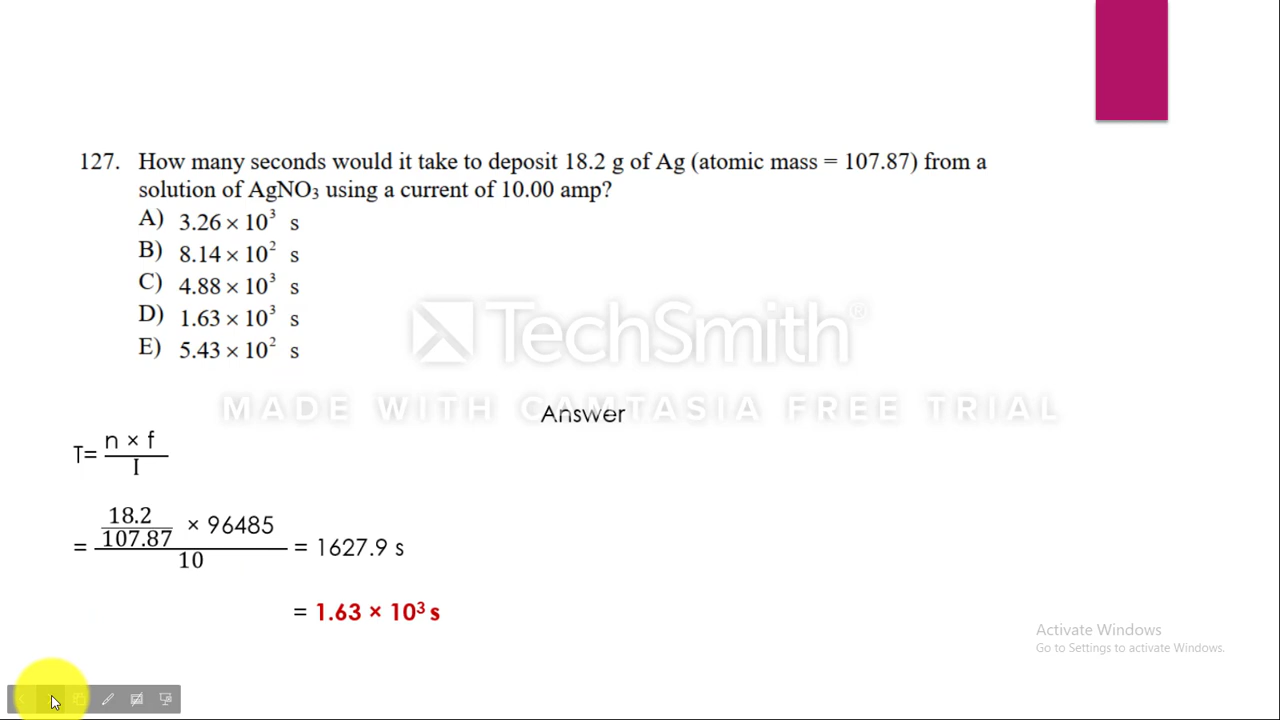 127. How many seconds would it take to deposit 18.2 g of Ag (atomic mass = 107.87) from a
solution of AgNO₃ using a current of 10.00 amp?
A) 3.26 × 10³ s
B) 8.14 × 10² s
C) 4.88 × 10³ s
D) 1.63 × 10³ s
E) 5.43 × 10² s
TechSmith®
MADE WITH CAMTASIA FREE TRIAL
Answer
n × f
T=
I
18.2
× 96485
107.87
= = 1627.9 s
10
= 1.63 × 10³ s
Activate Windows
Go to Settings to activate Windows.